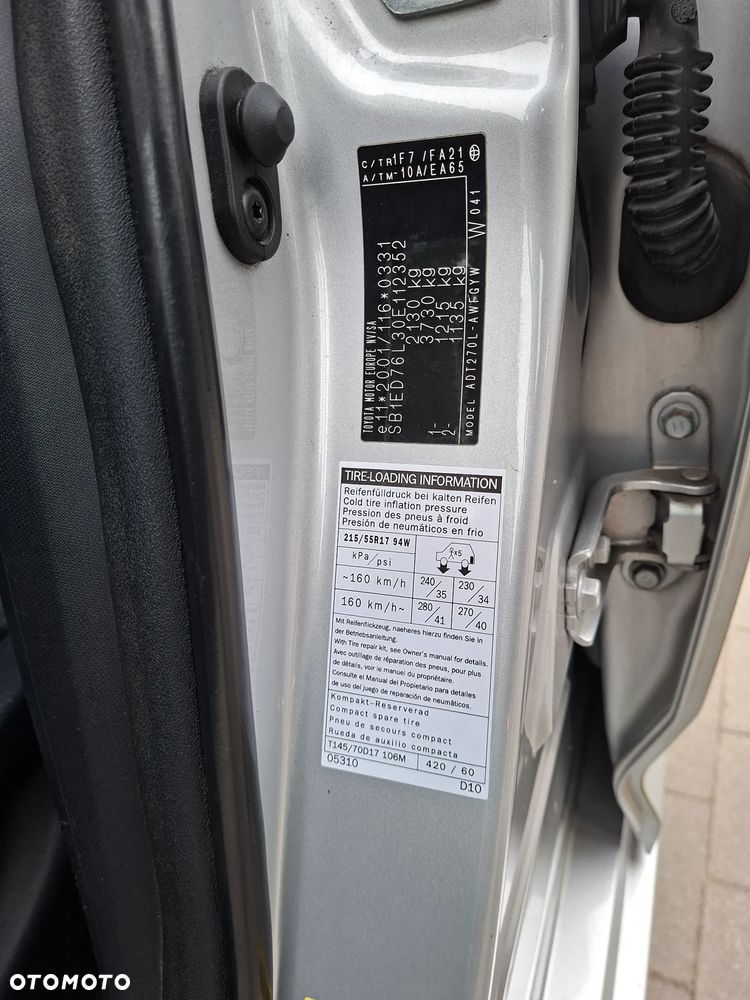 C/TR 1F7 /FA21
A/TM -10A/EA65
TOYOTA MOTOR EUROPE NV/SA
e11*2001/116*0331
SB1ED76L30E112352
2130 kg
3730 kg
1- 1215 kg
2- 1135 kg
MODEL ADT270L-AWFGYW W 041
TIRE-LOADING INFORMATION
Reifenfülldruck bei kalten Reifen
Cold tire inflation pressure
Pression des pneus à froid
Presión de neumáticos en frio
215/55R17 94W
x5
kPa/psi
~160 km/h 240/35 230/34
160 km/h~ 280/41 270/40
Mit Reifenflickzeug, naeheres hierzu finden Sie in
der Betriebsanleitung.
With Tire repair kit, see Owner's manual for details.
Avec outillage de réparation des pneus, pour plus
de détails, voir le manuel du propriétaire.
Consulte el Manual del Propietario para detalles
de uso del juego de reparación de neumáticos.
Kompakt-Reserverad
Compact spare tire
Pneu de secours compact
Rueda de auxilio compacta
T145/70D17 106M 420 / 60
05310 D10
OTOMOTO